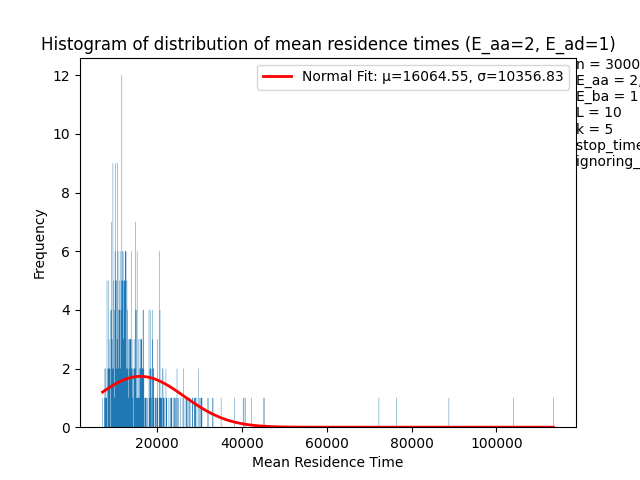 Histogram of distribution of mean residence times (E_aa=2, E_ad=1)
Normal Fit: μ=16064.55, σ=10356.83
n = 3000
E_aa = 2,
E_ba = 1
L = 10
k = 5
stop_time
ignoring_
Frequency
12
10
8
6
4
2
0
20000 40000 60000 80000 100000
Mean Residence Time